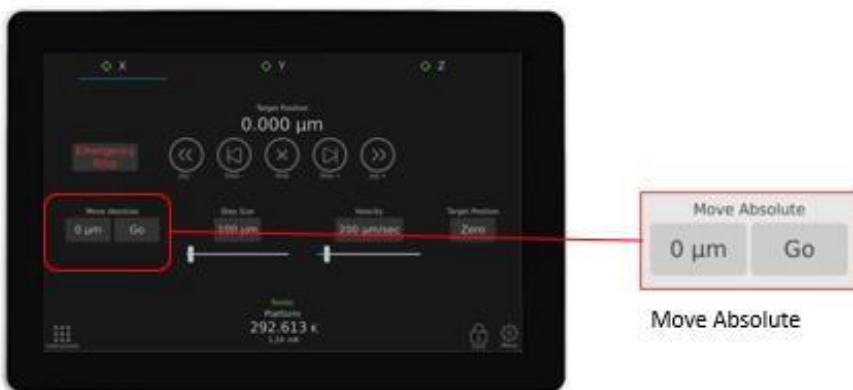 X
Y
Z
Target Position
0.000 µm
Emergency
Stop
Move Absolute
Step Size
Velocity
Target Position
0 µm
Go
100 µm
200 µm/sec
Zero
Platform
292.613 K
Move Absolute
0 µm
Go
Move Absolute